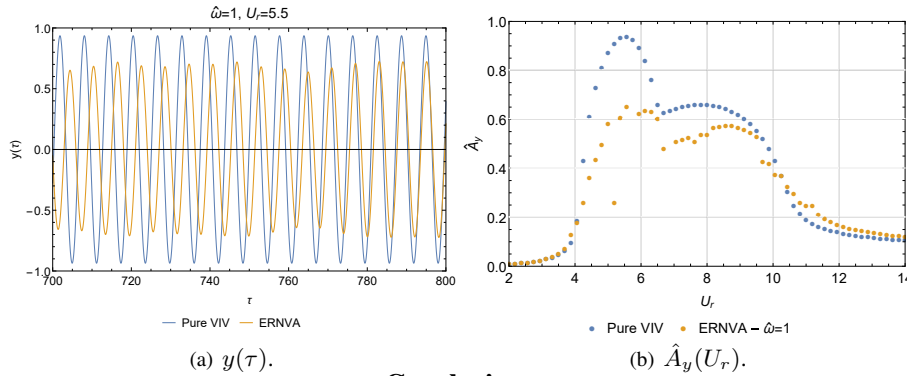 ω̂=1, U_r=5.5
1.0
0.5
0.0
−0.5
−1.0
y(τ)
700 720 740 760 780 800
τ
Pure VIV ERNVA
(a) y(τ).
1.0
0.8
0.6
0.4
0.2
0.0
Â_y
2 4 6 8 10 12 14
U_r
Pure VIV ERNVA − ω̂=1
(b) Â_y(U_r).